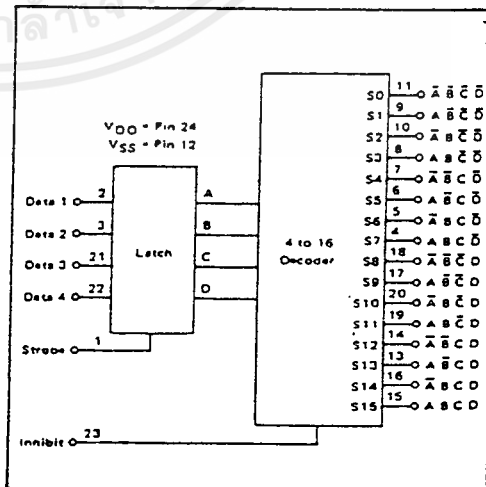 VDD = Pin 24
VSS = Pin 12
Data 1 2
Data 2 3
Data 3 21
Data 4 22
Strobe 1
Inhibit 23
Latch
A
B
C
D
4 to 16
Decoder
S0 11 A̅ B̅ C̅ D̅
S1 9 A B̅ C̅ D̅
S2 10 A̅ B C̅ D̅
S3 8 A B C̅ D̅
S4 7 A̅ B̅ C D̅
S5 6 A B̅ C D̅
S6 5 A̅ B C D̅
S7 4 A B C D̅
S8 18 A̅ B̅ C̅ D
S9 17 A B̅ C̅ D
S10 20 A̅ B C̅ D
S11 19 A B C̅ D
S12 14 A̅ B̅ C D
S13 13 A B̅ C D
S14 16 A̅ B C D
S15 15 A B C D